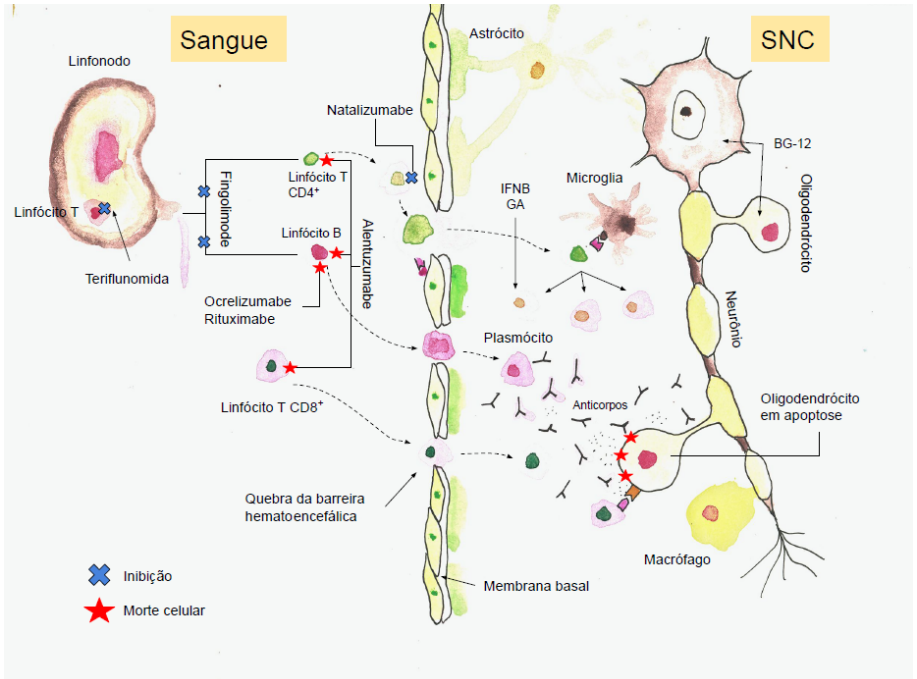 Sangue
SNC
Linfonodo
Astrócito
Natalizumabe
BG-12
Linfócito T
CD4+
Fingolimode
IFNB
GA
Microglia
Oligodendrócito
Linfócito T
Linfócito B
Alentuzumabe
Teriflunomida
Ocrelizumabe
Rituximabe
Neurônio
Plasmócito
Linfócito T CD8+
Anticorpos
Oligodendrócito
em apoptose
Quebra da barreira
hematoencefálica
Macrófago
Membrana basal
Inibição
Morte celular